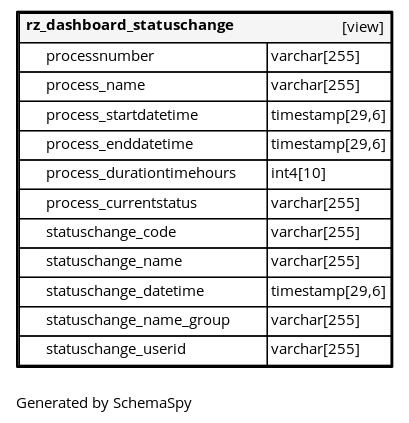 rz_dashboard_statuschange [view]
processnumber varchar[255]
process_name varchar[255]
process_startdatetime timestamp[29,6]
process_enddatetime timestamp[29,6]
process_durationtimehours int4[10]
process_currentstatus varchar[255]
statuschange_code varchar[255]
statuschange_name varchar[255]
statuschange_datetime timestamp[29,6]
statuschange_name_group varchar[255]
statuschange_userid varchar[255]
Generated by SchemaSpy